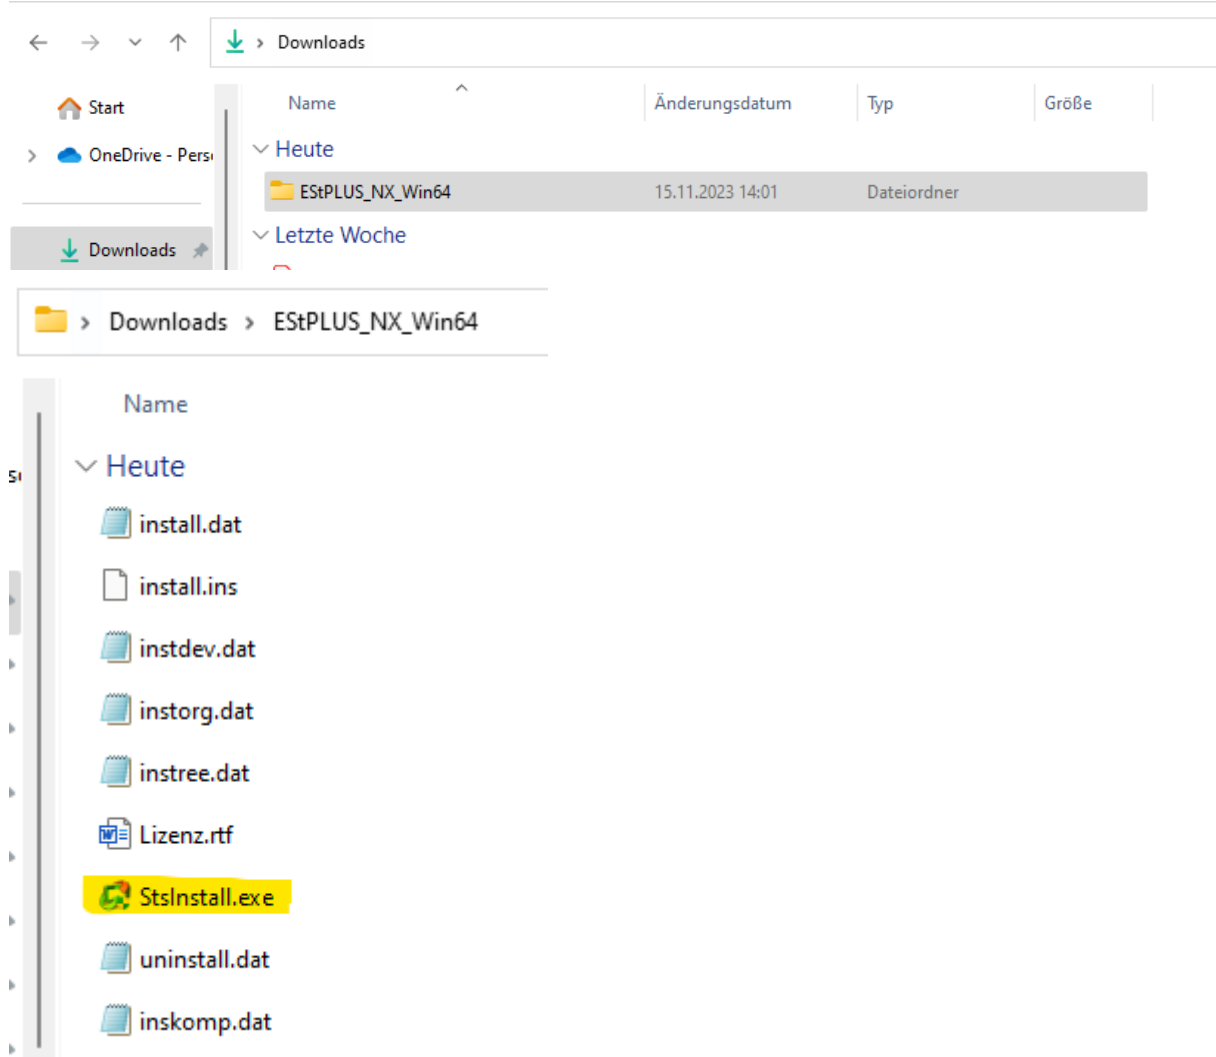 Downloads
Start
Name Änderungsdatum Typ Größe
OneDrive - Pers
Heute
EStPLUS_NX_Win64 15.11.2023 14:01 Dateiordner
Letzte Woche
Downloads
Downloads EStPLUS_NX_Win64
Name
Heute
install.dat
install.ins
instdev.dat
instorg.dat
instree.dat
Lizenz.rtf
StsInstall.exe
uninstall.dat
inskomp.dat